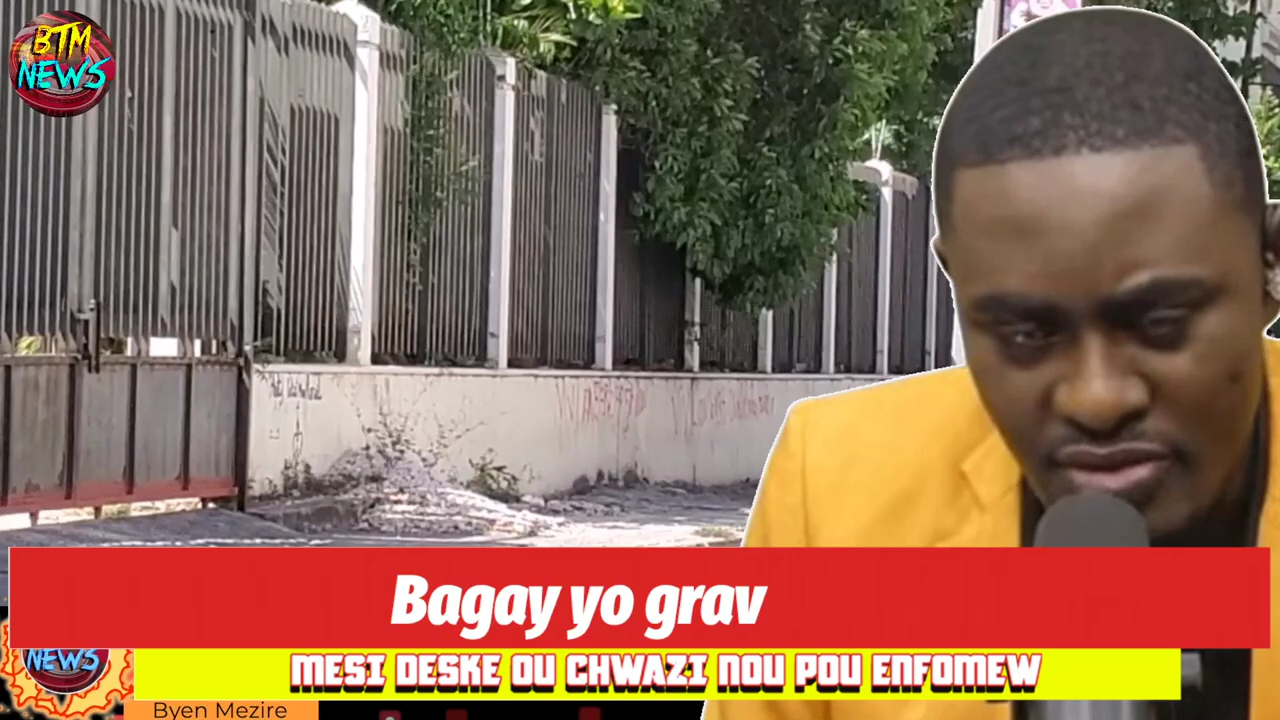 BTM
NEWS
Bagay yo grav
NEWS
MESI DESKE OU CHWAZI NOU POU ENFOMEW
Byen Mezire